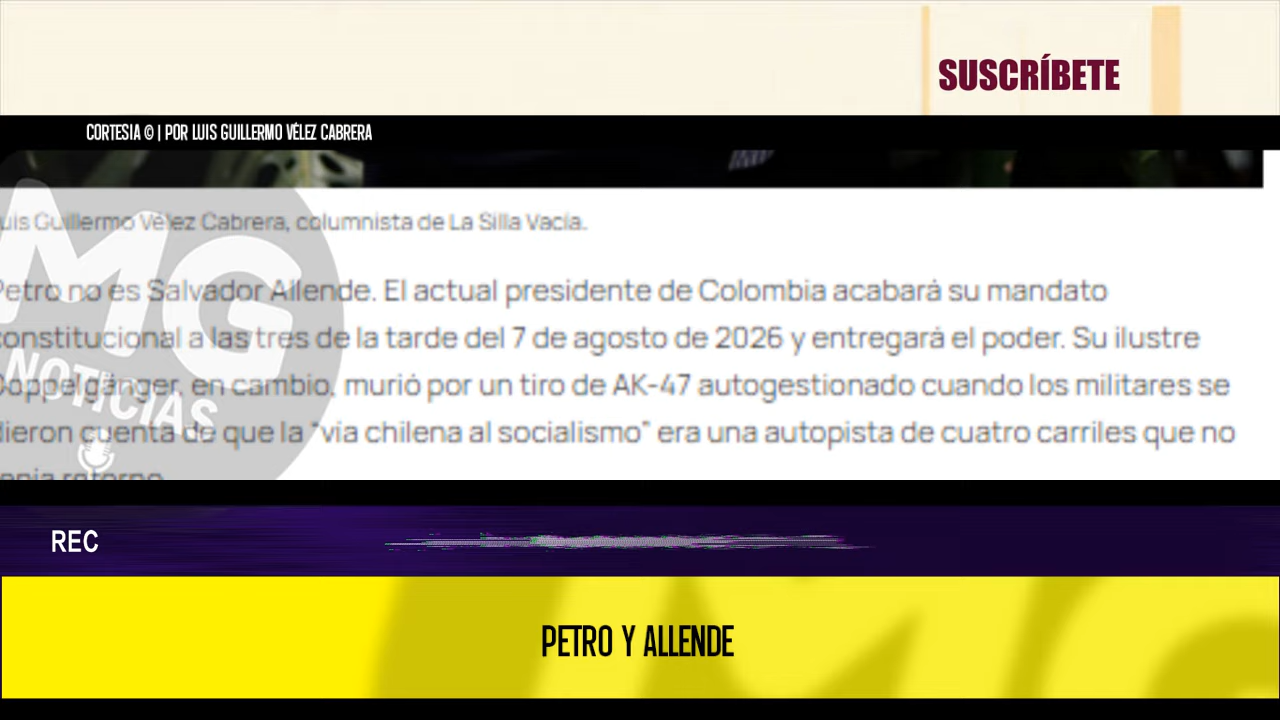 SUSCRÍBETE
CORTESIA © | POR LUIS GUILLERMO VÉLEZ CABRERA
uis Guillermo Vélez Cabrera, columnista de La Silla Vacía.
Petro no es Salvador Allende. El actual presidente de Colombia acabará su mandato
constitucional a las tres de la tarde del 7 de agosto de 2026 y entregará el poder. Su ilustre
Doppelgänger, en cambio, murió por un tiro de AK-47 autogestionado cuando los militares se
dieron cuenta de que la "vía chilena al socialismo" era una autopista de cuatro carriles que no
MG
NOTICIAS
REC
PETRO Y ALLENDE